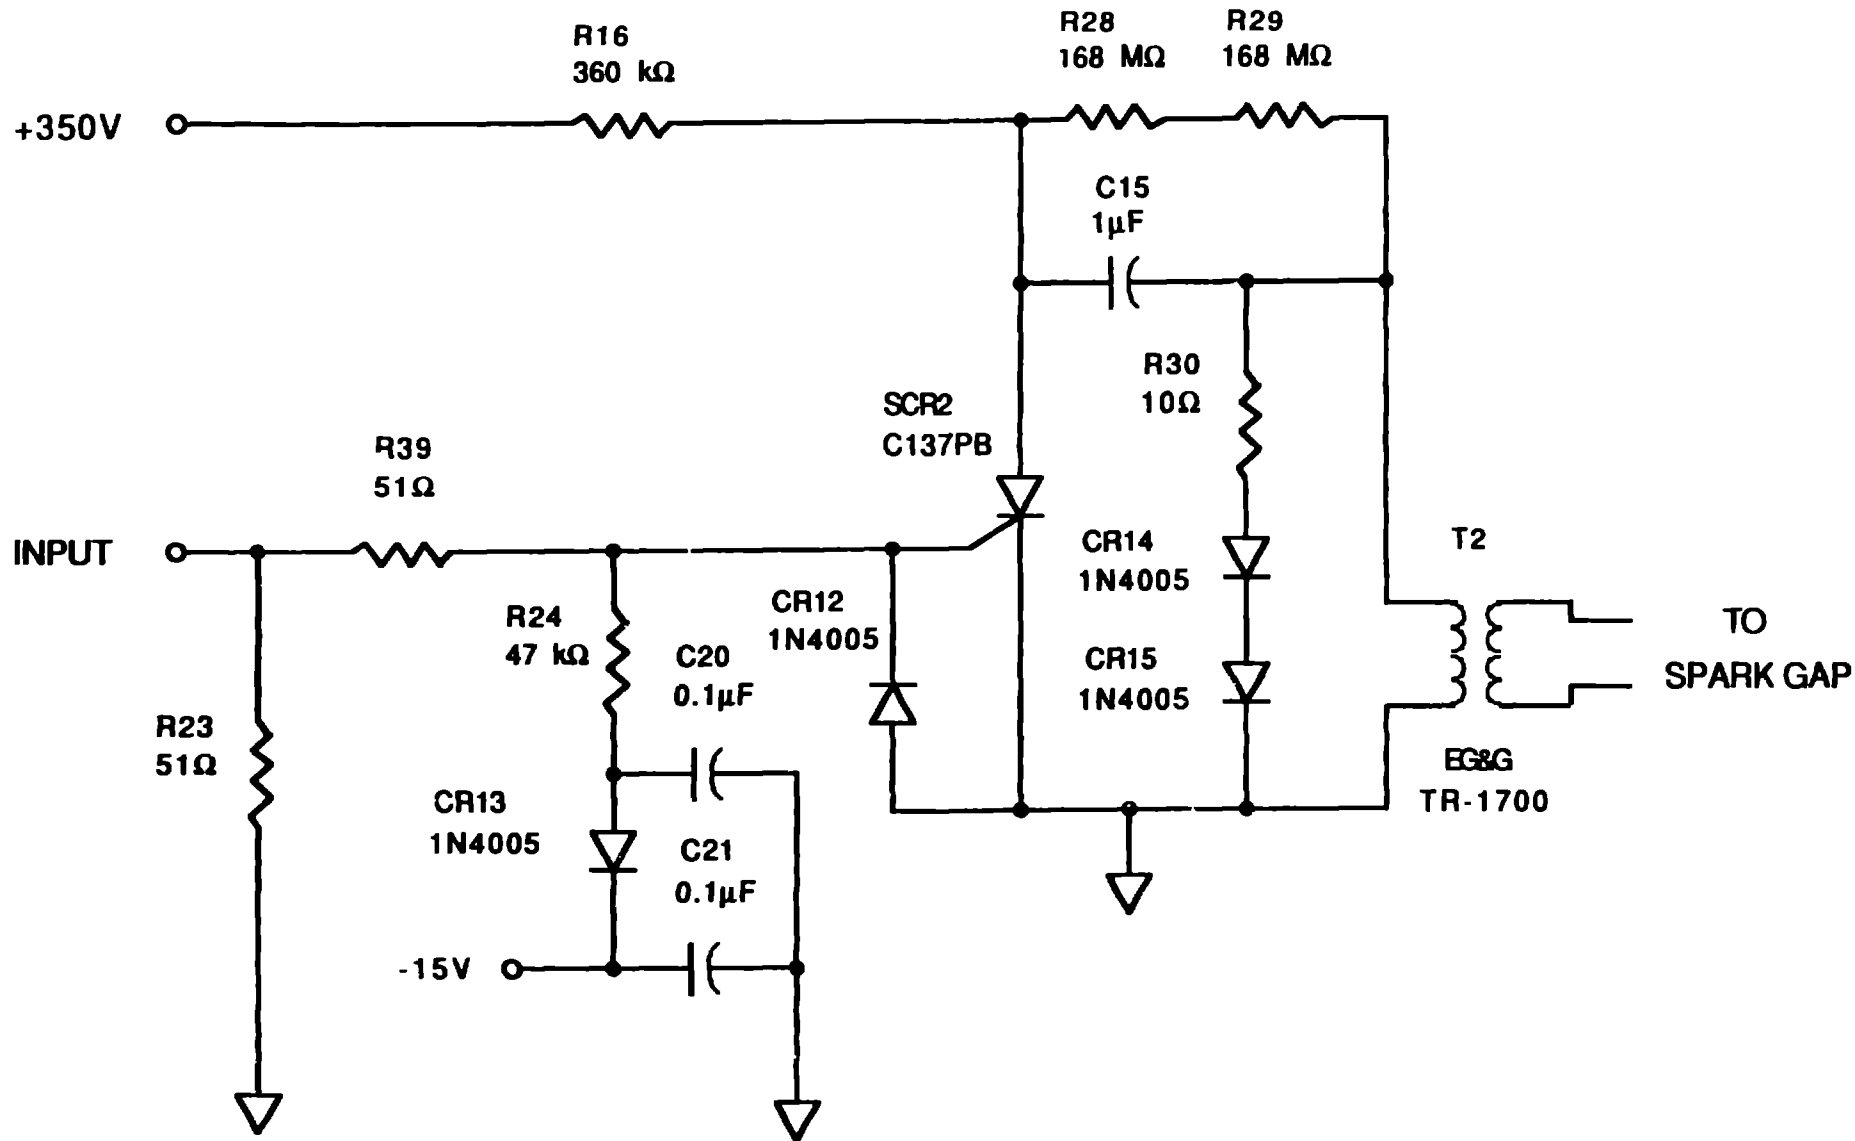 R16
360 kΩ
R28
168 MΩ
R29
168 MΩ
+350V
C15
1µF
R30
10Ω
SCR2
C137PB
R39
51Ω
INPUT
CR14
1N4005
T2
R24
47 kΩ
CR12
1N4005
C20
0.1µF
CR15
1N4005
TO
SPARK GAP
R23
51Ω
EG&G
TR-1700
CR13
1N4005
C21
0.1µF
-15V